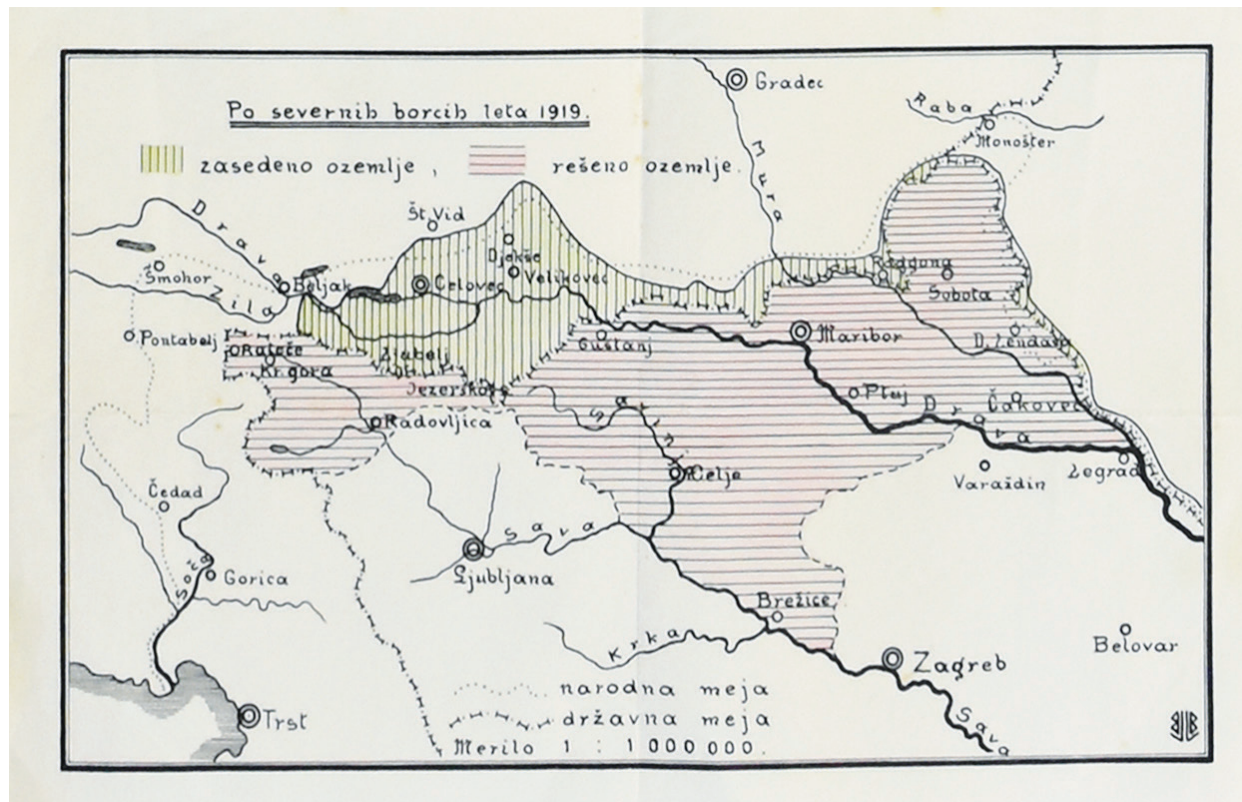 Po severnih borcih leta 1919.
zasedeno ozemlje , rešeno ozemlje.
Gradec
Raba
Monošter
Mura
Drava
Št. Vid
Djekše
Velikovec
Šmohor
Zila
Beljak
Celovec
Radgona
Sobota
Pontabelj
Rateče
Kr. gora
Ljubelj
Jezersko
Guštanj
Maribor
D. Lendava
Ptuj
Drava
Čakovec
Radovljica
Savinj
Celje
Varaždin
Legrad
Čedad
Soča
Gorica
Sava
Ljubljana
Brežice
Krka
Zagreb
Belovar
Trst
Sava
narodna meja
državna meja
Merilo 1 : 1 000 000.